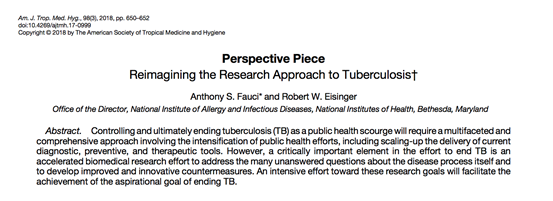 Am. J. Trop. Med. Hyg., 98(3), 2018, pp. 650–652
doi:10.4269/ajtmh.17-0999
Copyright © 2018 by The American Society of Tropical Medicine and Hygiene
Perspective Piece
Reimagining the Research Approach to Tuberculosis†
Anthony S. Fauci* and Robert W. Eisinger
Office of the Director, National Institute of Allergy and Infectious Diseases, National Institutes of Health, Bethesda, Maryland
Abstract. Controlling and ultimately ending tuberculosis (TB) as a public health scourge will require a multifaceted and
comprehensive approach involving the intensification of public health efforts, including scaling-up the delivery of current
diagnostic, preventive, and therapeutic tools. However, a critically important element in the effort to end TB is an
accelerated biomedical research effort to address the many unanswered questions about the disease process itself and
to develop improved and innovative countermeasures. An intensive effort toward these research goals will facilitate the
achievement of the aspirational goal of ending TB.